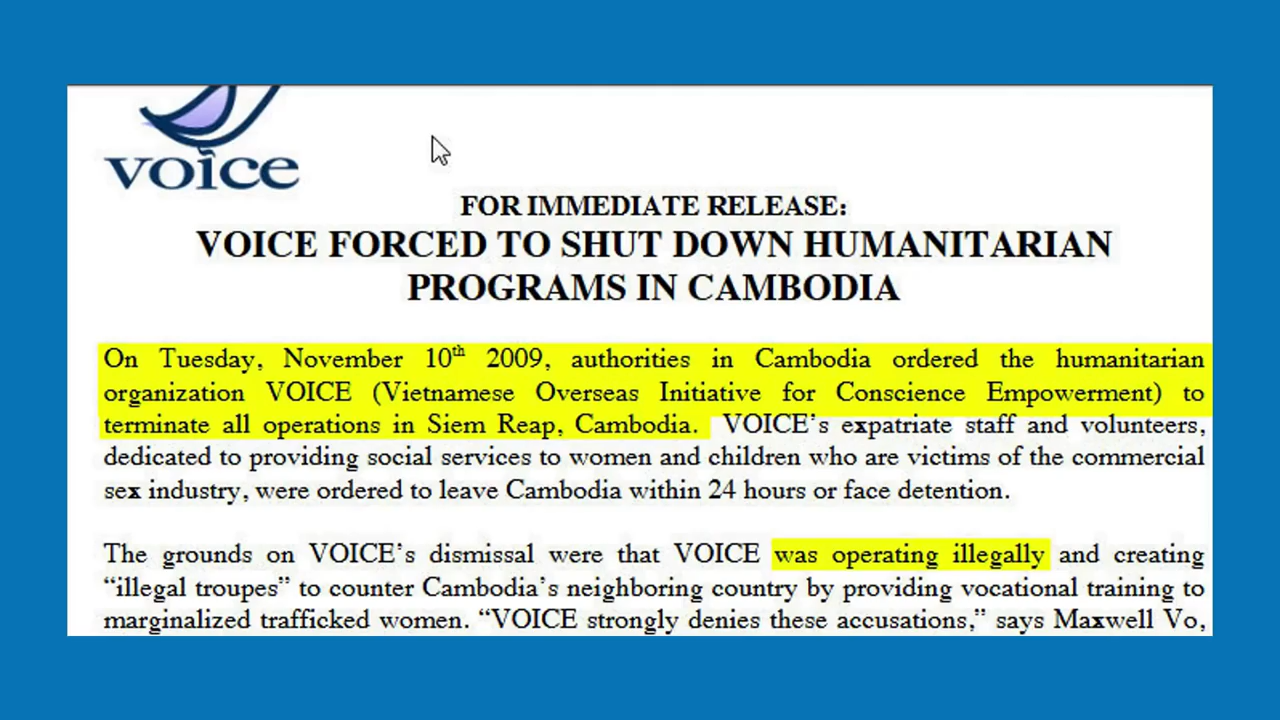 voice
FOR IMMEDIATE RELEASE:
VOICE FORCED TO SHUT DOWN HUMANITARIAN
PROGRAMS IN CAMBODIA
On Tuesday, November 10th 2009, authorities in Cambodia ordered the humanitarian
organization VOICE (Vietnamese Overseas Initiative for Conscience Empowerment) to
terminate all operations in Siem Reap, Cambodia. VOICE's expatriate staff and volunteers,
dedicated to providing social services to women and children who are victims of the commercial
sex industry, were ordered to leave Cambodia within 24 hours or face detention.
The grounds on VOICE's dismissal were that VOICE was operating illegally and creating
“illegal troupes” to counter Cambodia's neighboring country by providing vocational training to
marginalized trafficked women. “VOICE strongly denies these accusations,” says Maxwell Vo,